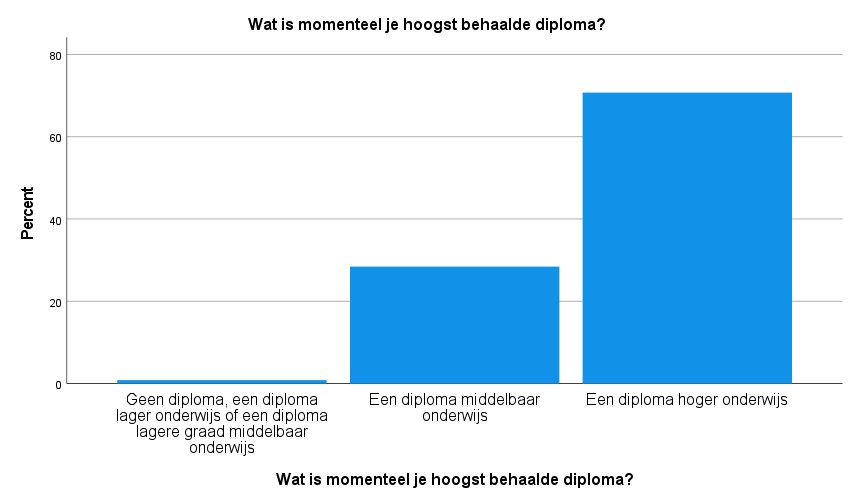 Wat is momenteel je hoogst behaalde diploma?
80
60
40
20
0
Percent
Geen diploma, een diploma
lager onderwijs of een diploma
lagere graad middelbaar
onderwijs
Een diploma middelbaar
onderwijs
Een diploma hoger onderwijs
Wat is momenteel je hoogst behaalde diploma?